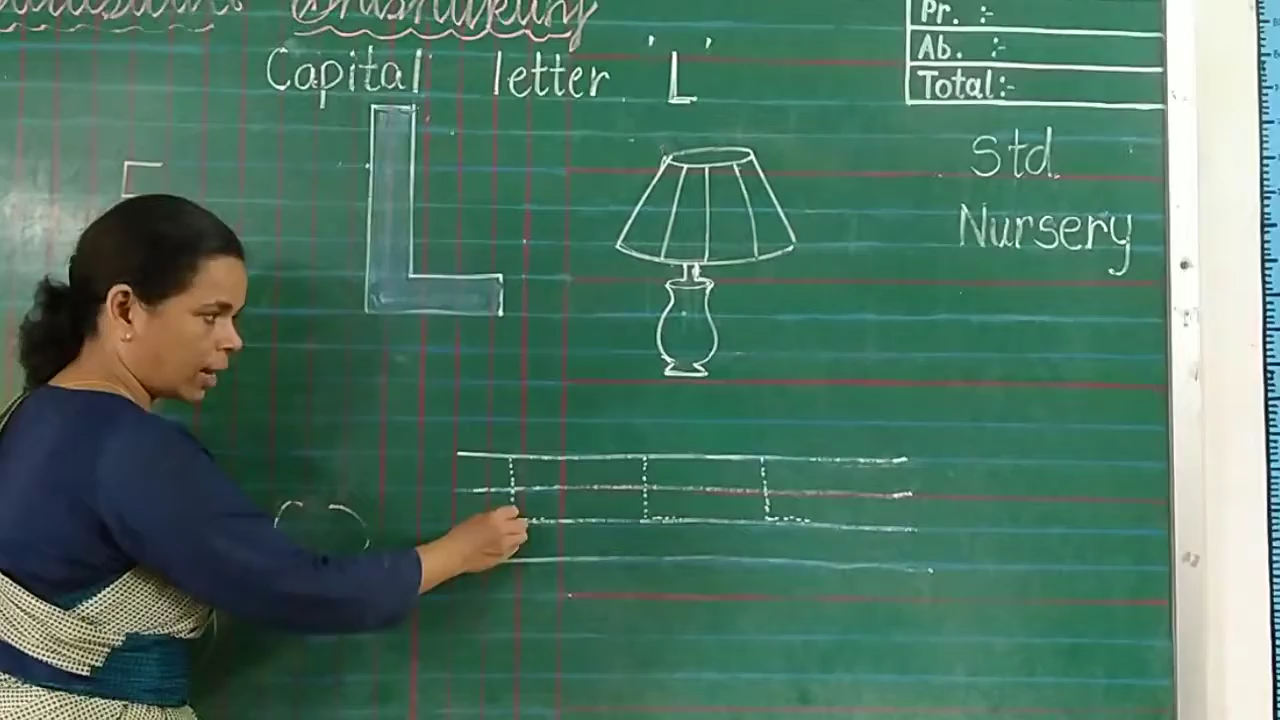 Capital letter 'L'
L
Pr. :-
Ab. :-
Total:-
Std.
Nursery